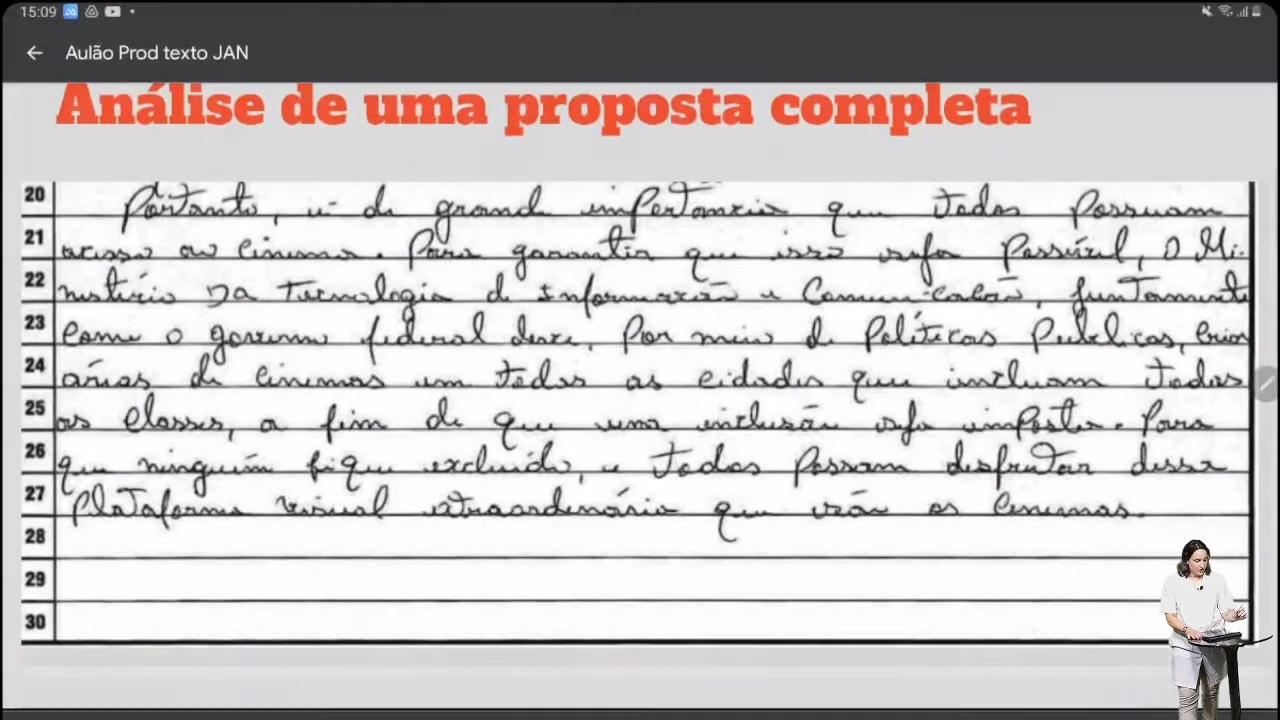 15:09
Aulão Prod texto JAN
Análise de uma proposta completa
20 Portanto, é de grande importancia que todos possuam
21 acesso ao cinema. Para garantir que isso seja possível, o Mi-
22 nistério da Tecnologia de Informação e Comunicação, juntamente
23 como o governo federal deve, por meio de políticas publicas, criar
24 áreas de cinemas em todas as cidades que incluam todas
25 as classes, a fim de que uma inclusão seja imposta. Para
26 que ninguém fique excluído, e todos possam disfrutar dessa
27 plataforma visual extraordinária que são os cinemas.
28
29
30